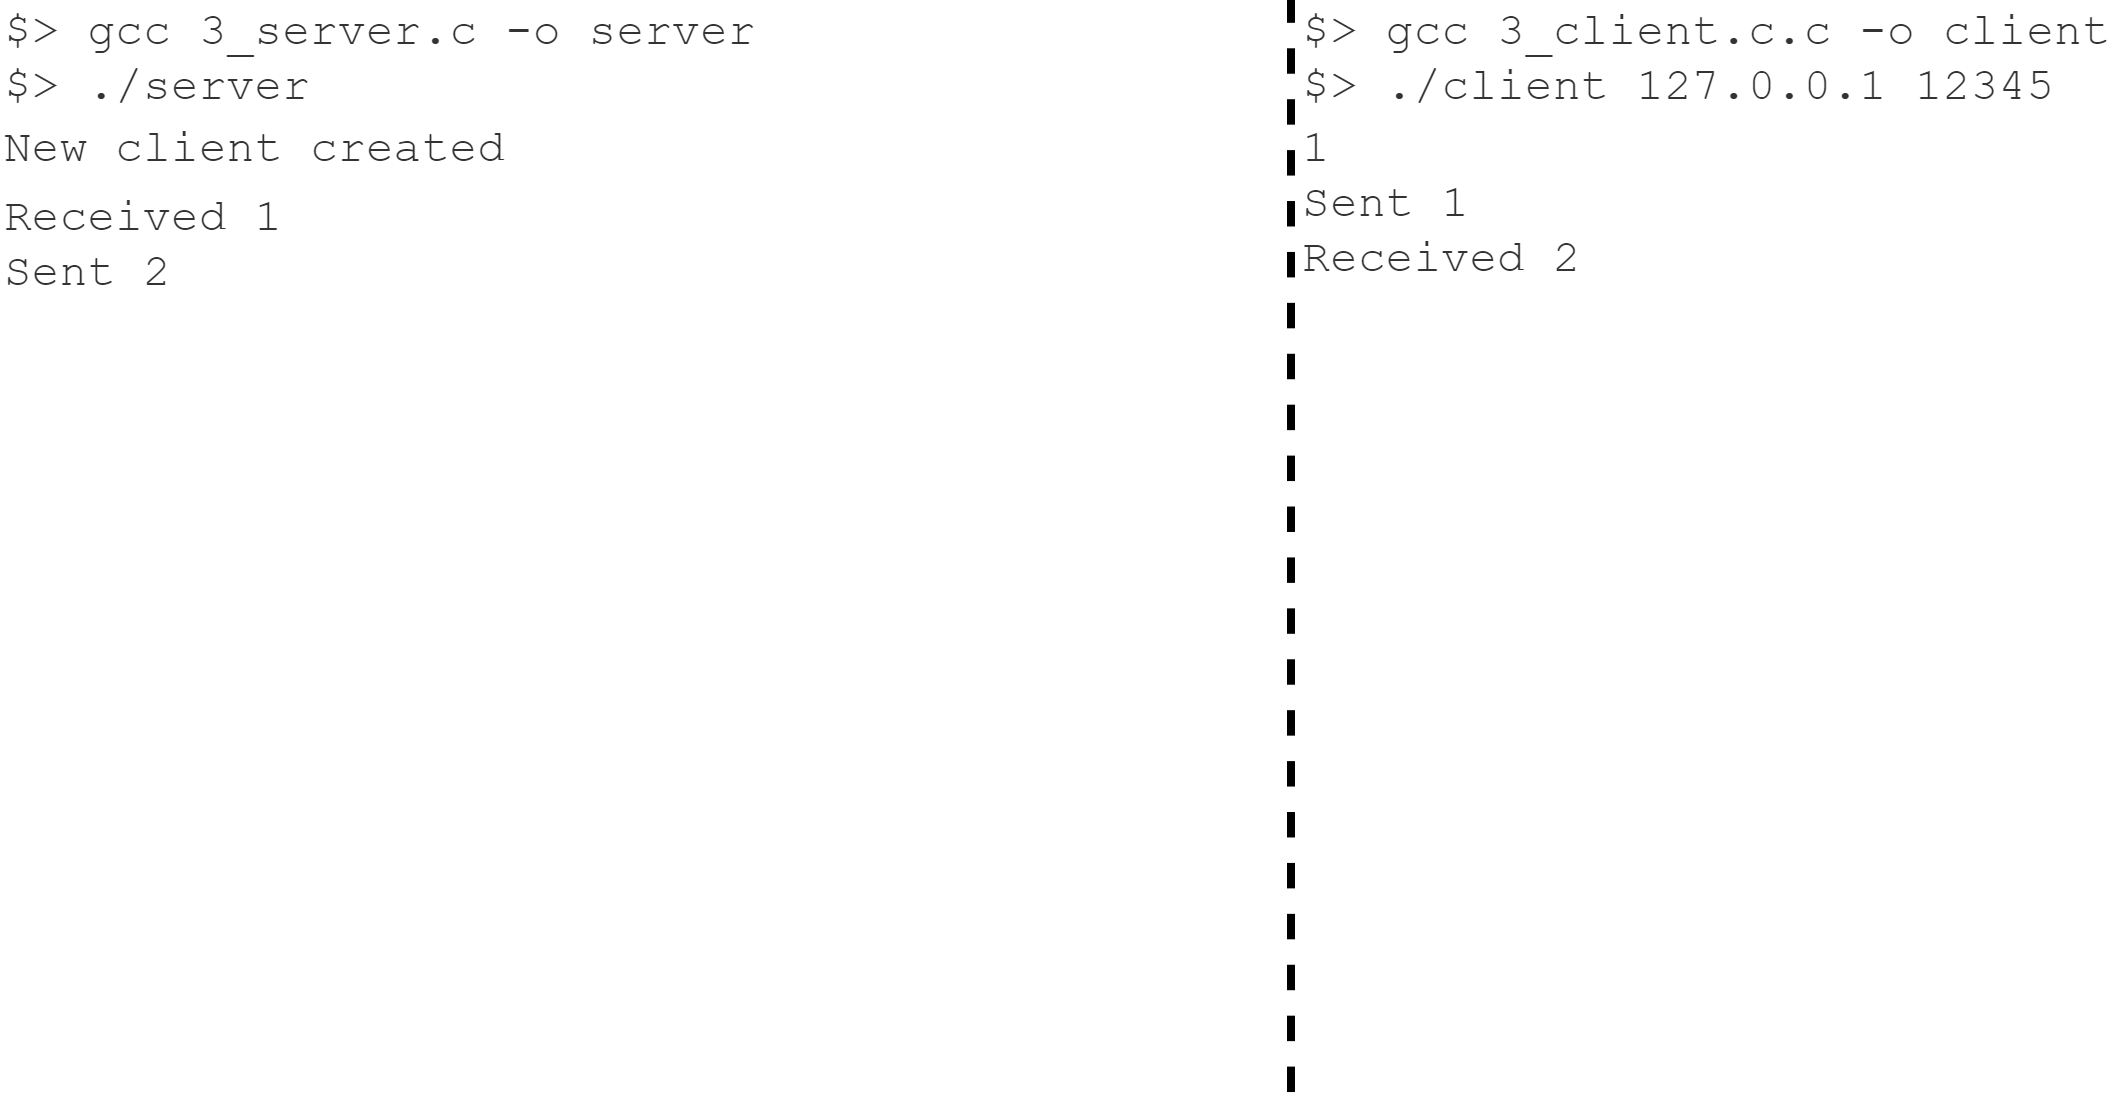 $> gcc 3_server.c -o server
$> ./server
New client created
Received 1
Sent 2
$> gcc 3_client.c.c -o client
$> ./client 127.0.0.1 12345
1
Sent 1
Received 2